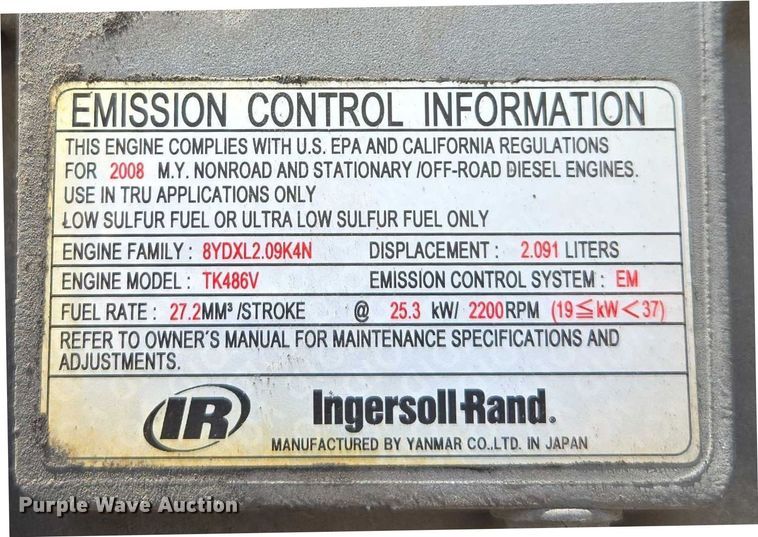 EMISSION CONTROL INFORMATION
THIS ENGINE COMPLIES WITH U.S. EPA AND CALIFORNIA REGULATIONS
FOR 2008 M.Y. NONROAD AND STATIONARY /OFF-ROAD DIESEL ENGINES.
USE IN TRU APPLICATIONS ONLY
LOW SULFUR FUEL OR ULTRA LOW SULFUR FUEL ONLY
ENGINE FAMILY : 8YDXL2.09K4N DISPLACEMENT : 2.091 LITERS
ENGINE MODEL : TK486V EMISSION CONTROL SYSTEM : EM
FUEL RATE : 27.2MM³/STROKE @ 25.3 kW/ 2200RPM (19≦kW<37)
REFER TO OWNER'S MANUAL FOR MAINTENANCE SPECIFICATIONS AND
ADJUSTMENTS.
IR Ingersoll-Rand®
MANUFACTURED BY YANMAR CO.,LTD. IN JAPAN
Purple Wave Auction